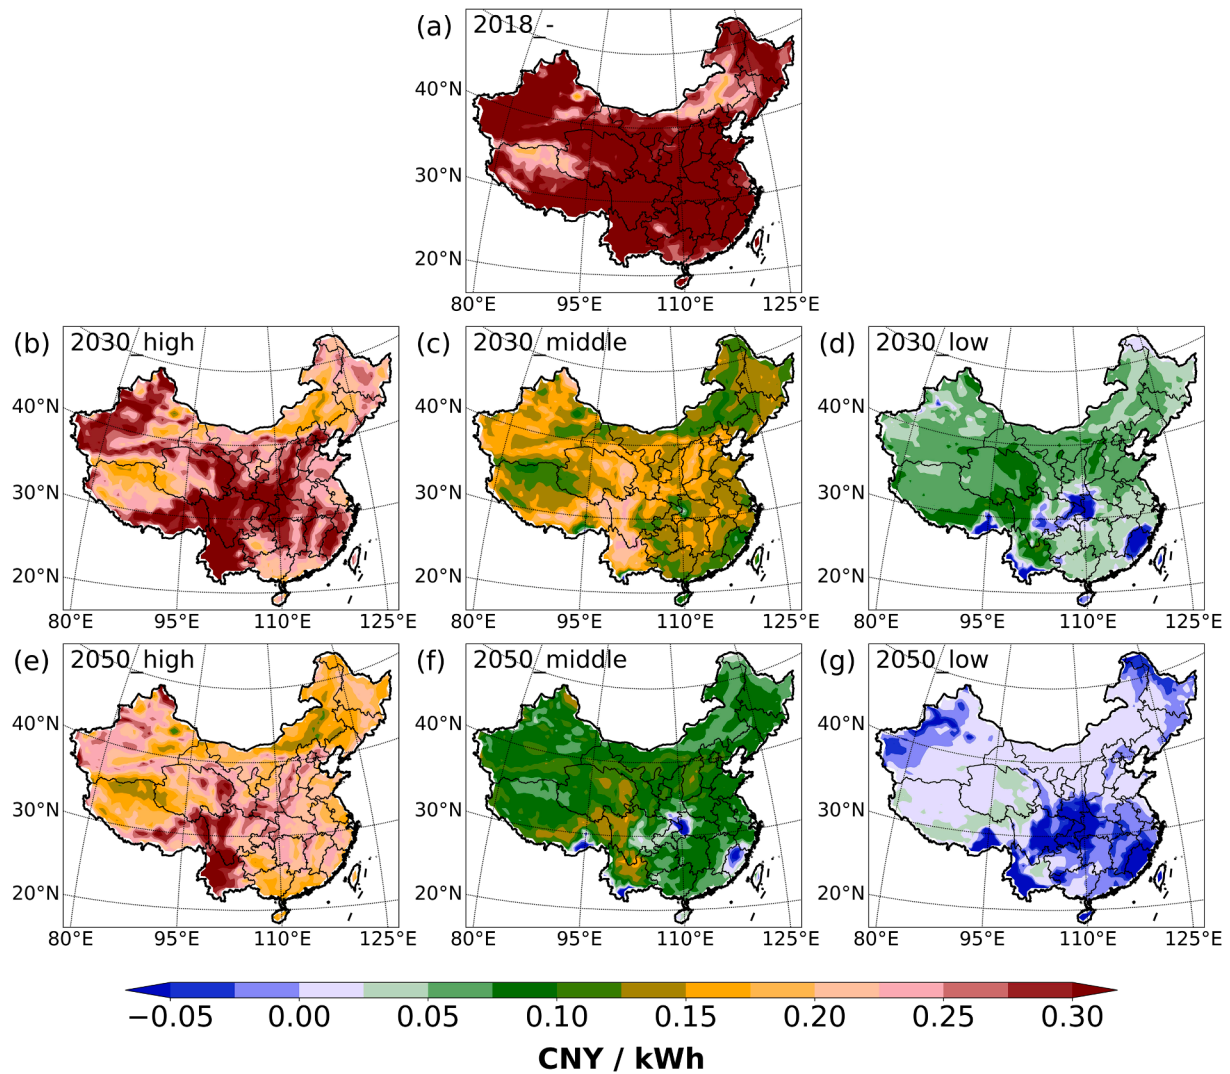 (a) 2018_-
40°N
30°N
20°N
80°E 95°E 110°E 125°E
(b) 2030_high
(c) 2030_middle
(d) 2030_low
40°N 40°N 40°N
30°N 30°N 30°N
20°N 20°N 20°N
80°E 95°E 110°E 125°E 80°E 95°E 110°E 125°E 80°E 95°E 110°E 125°E
(e) 2050_high
(f) 2050_middle
(g) 2050_low
40°N 40°N 40°N
30°N 30°N 30°N
20°N 20°N 20°N
80°E 95°E 110°E 125°E 80°E 95°E 110°E 125°E 80°E 95°E 110°E 125°E
−0.05 0.00 0.05 0.10 0.15 0.20 0.25 0.30
CNY / kWh